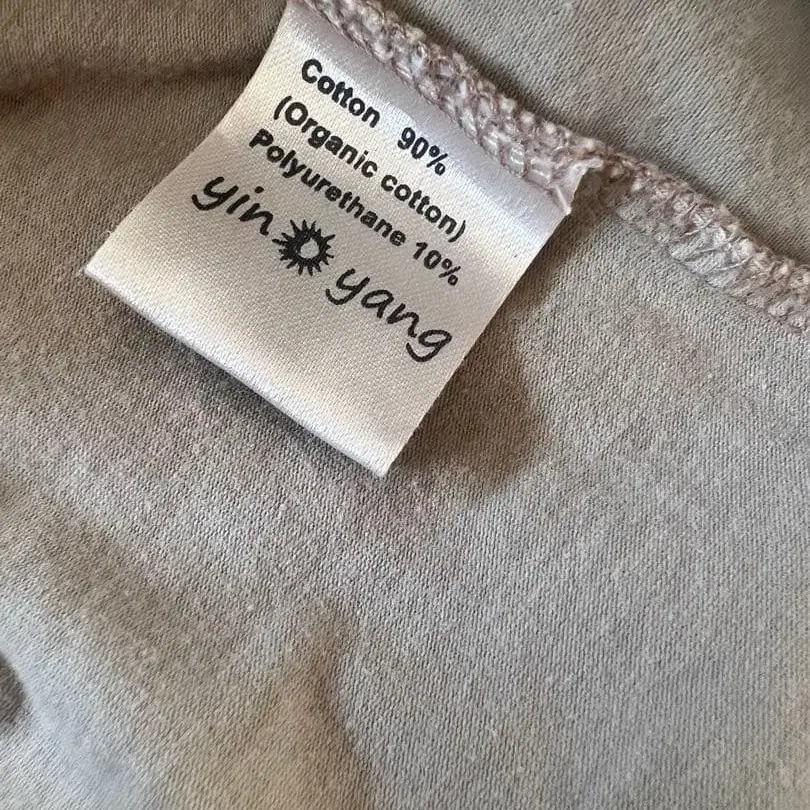 Cotton 90%
(Organic cotton)
Polyurethane 10%
yin yang